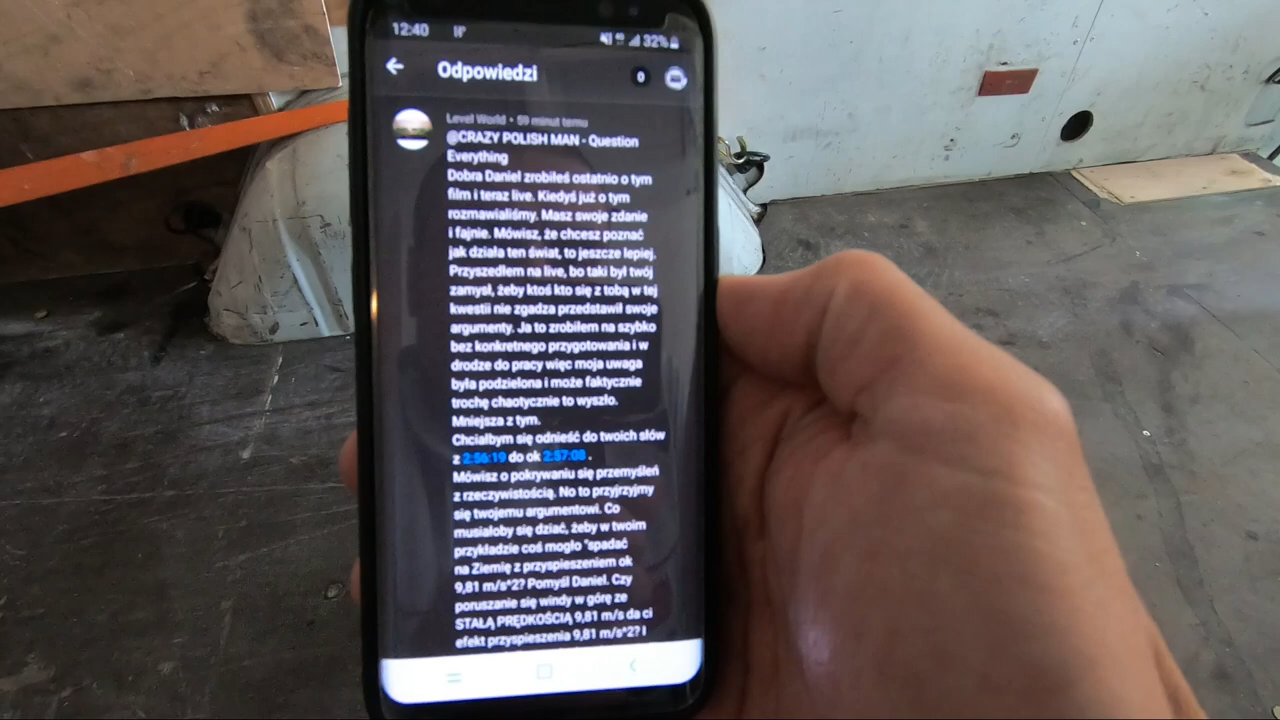 12:40
32%
Odpowiedzi
0
Level World • 59 minut temu
@CRAZY POLISH MAN - Question
Everything
Dobra Daniel zrobiłeś ostatnio o tym
film i teraz live. Kiedyś już o tym
rozmawialiśmy. Masz swoje zdanie
i fajnie. Mówisz, że chcesz poznać
jak działa ten świat, to jeszcze lepiej.
Przyszedłem na live, bo taki był twój
zamysł, żeby ktoś kto się z tobą w tej
kwestii nie zgadza przedstawił swoje
argumenty. Ja to zrobiłem na szybko
bez konkretnego przygotowania i w
drodze do pracy więc moja uwaga
była podzielona i może faktycznie
trochę chaotycznie to wyszło.
Mniejsza z tym.
Chciałbym się odnieść do twoich słów
z 2:56:19 do ok 2:57:08 .
Mówisz o pokrywaniu się przemyśleń
z rzeczywistością. No to przyjrzyjmy
się twojemu argumentowi. Co
musiałoby się dziać, żeby w twoim
przykładzie coś mogło "spadać
na Ziemię z przyspieszeniem ok
9,81 m/s^2? Pomyśl Daniel. Czy
poruszanie się windy w górę ze
STAŁĄ PRĘDKOŚCIĄ 9,81 m/s da ci
efekt przyspieszenia 9,81 m/s^2? I